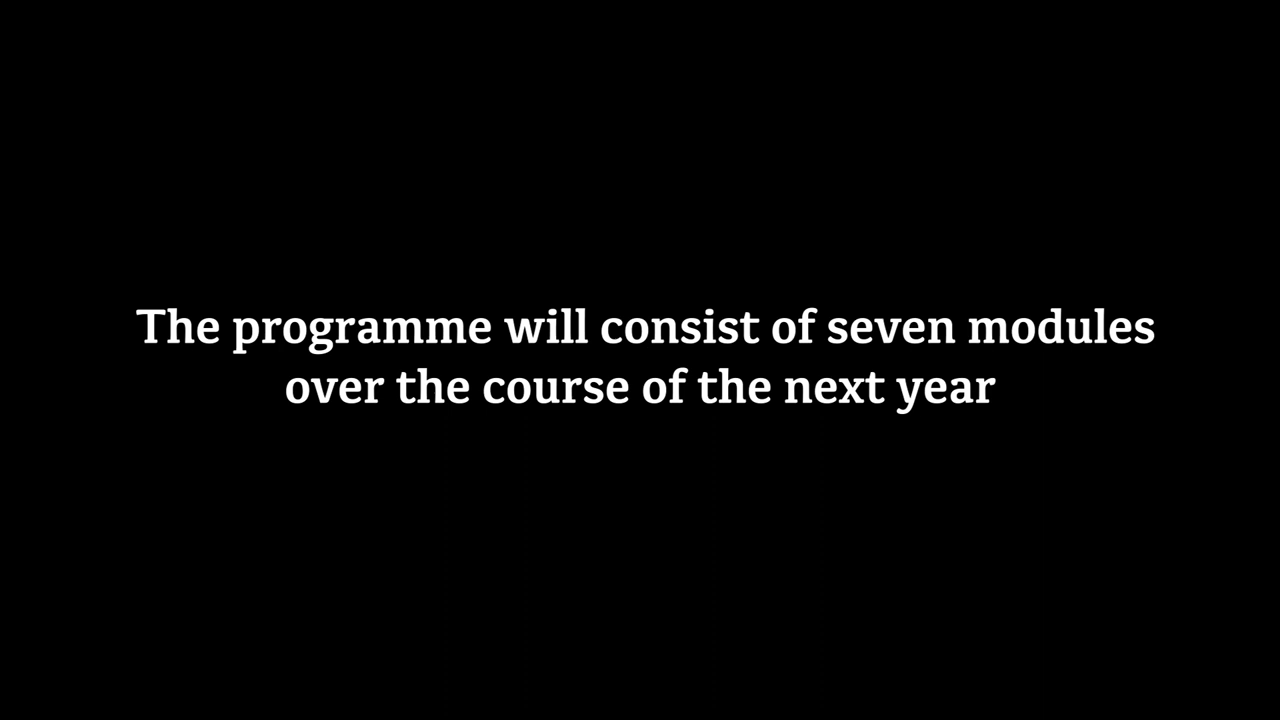 The programme will consist of seven modules
over the course of the next year